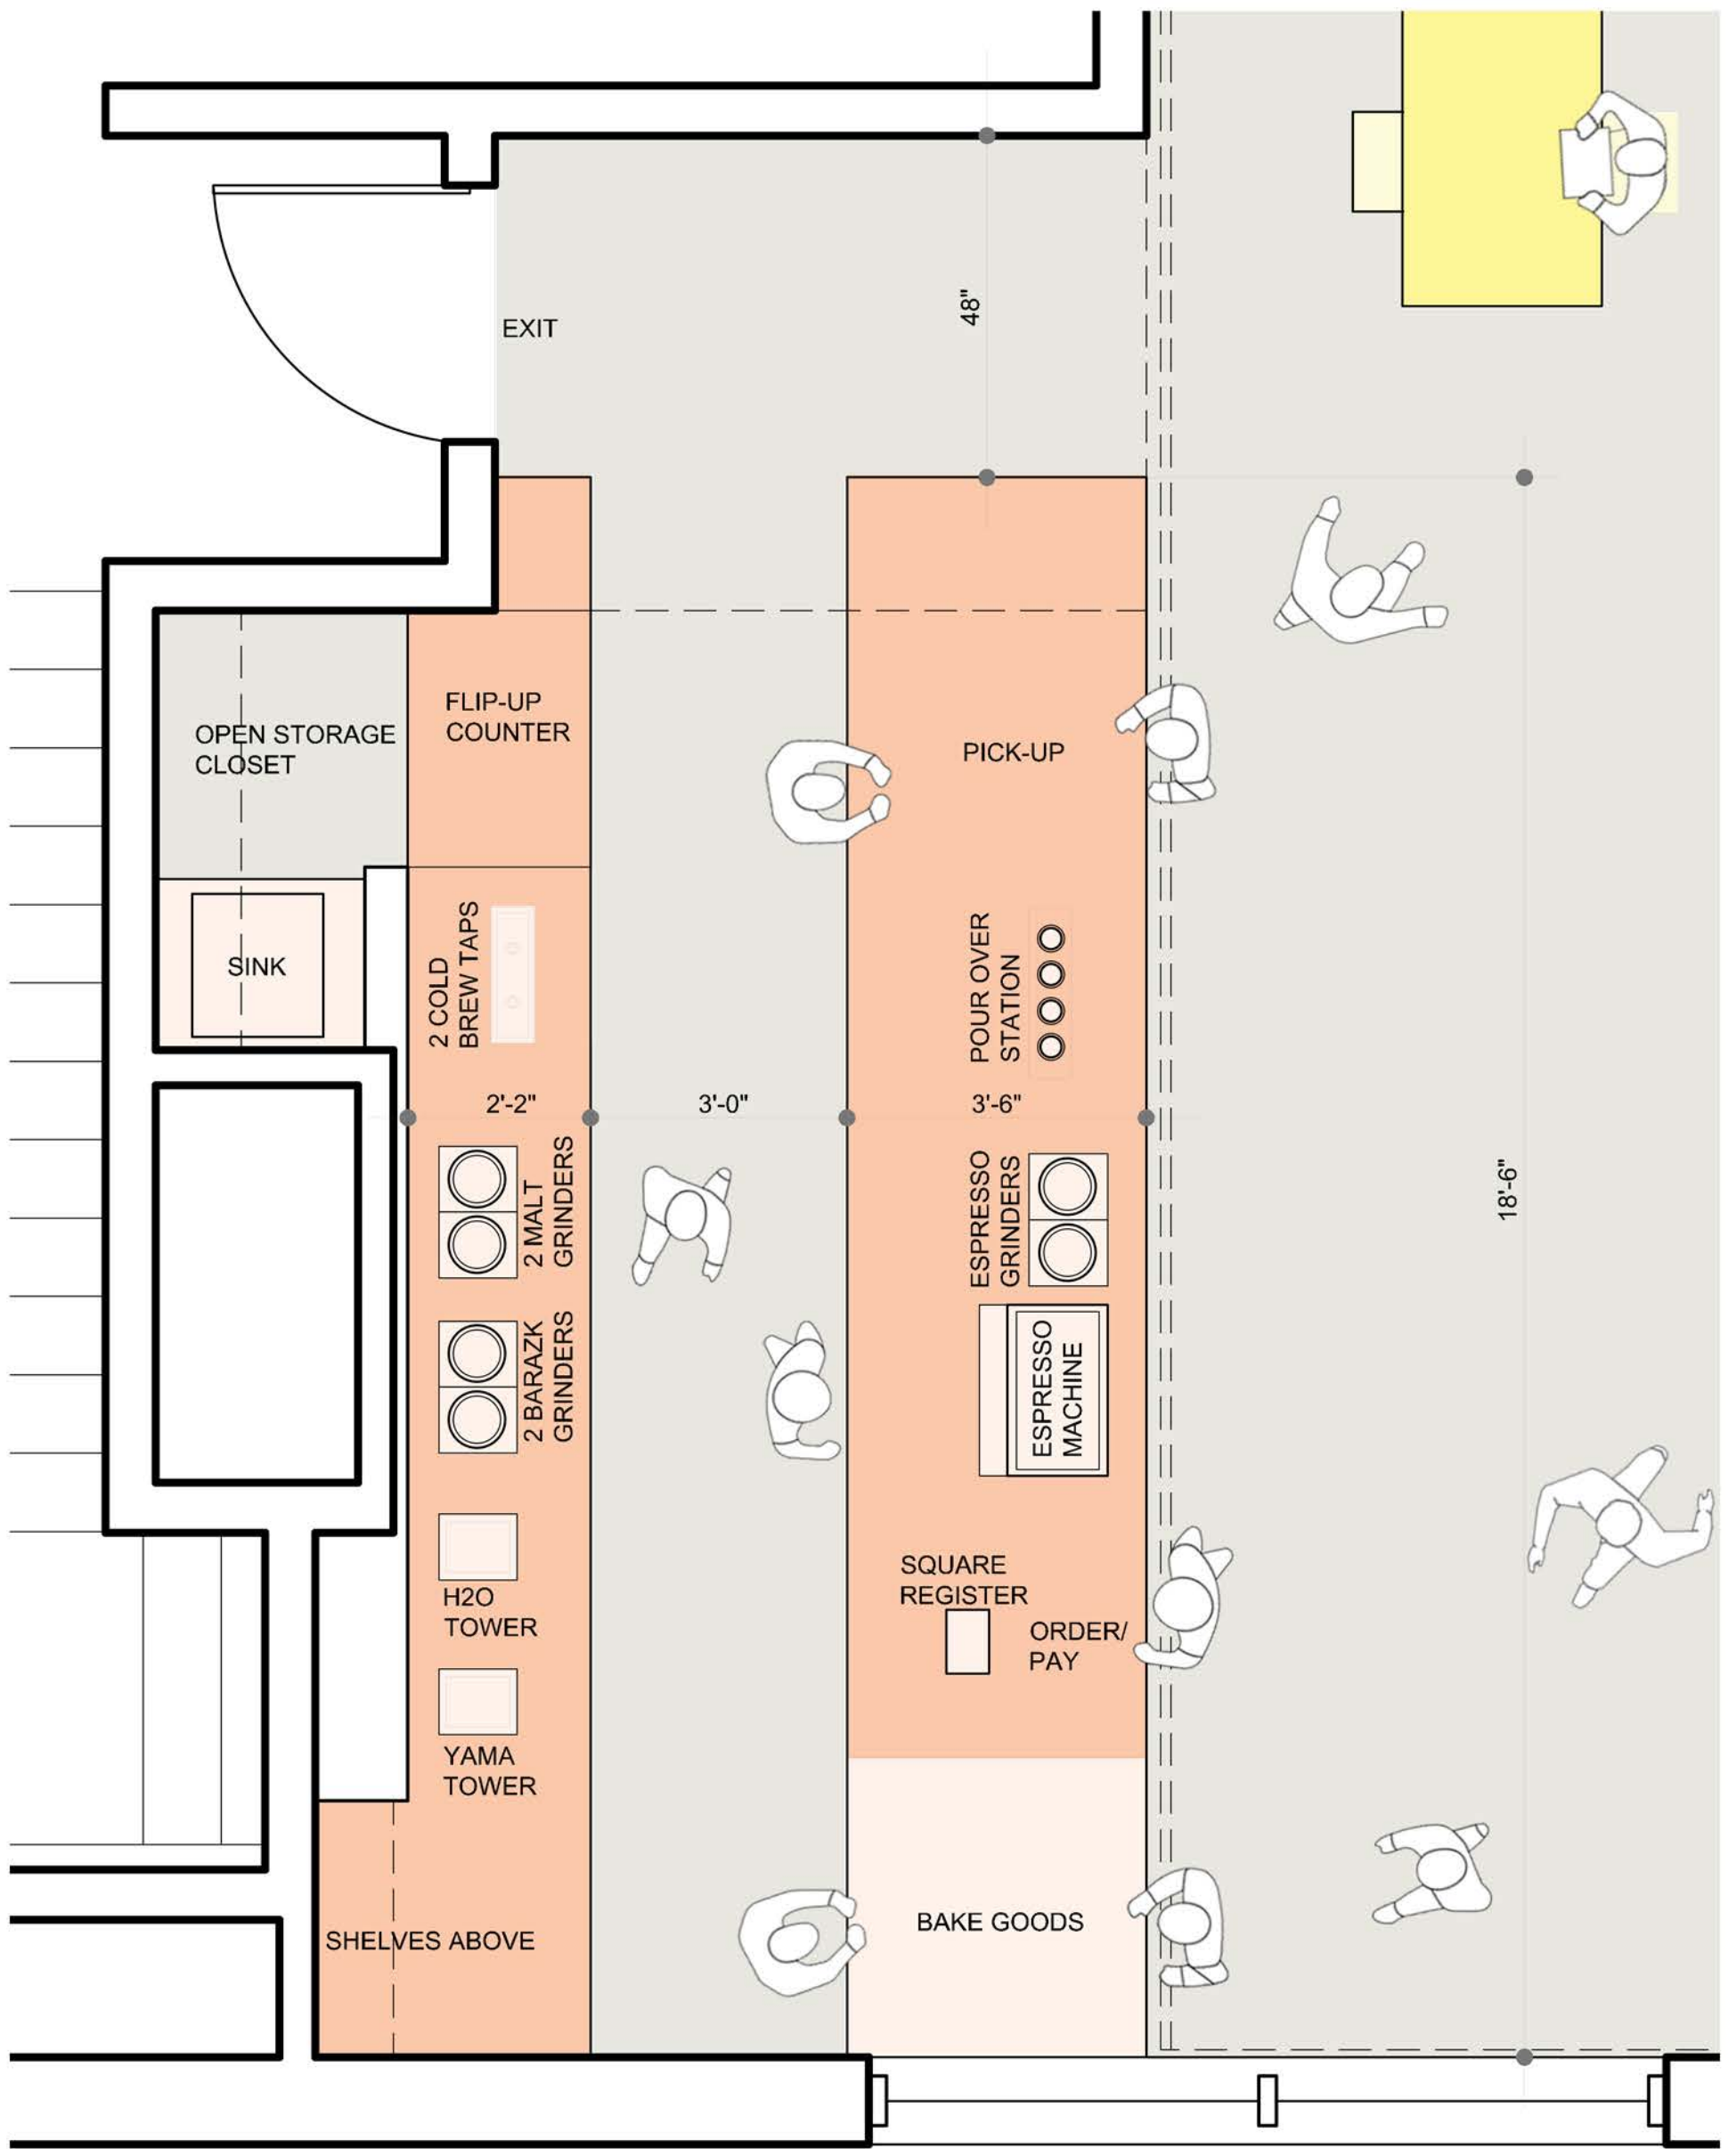 48"
EXIT
FLIP-UP
COUNTER
OPEN STORAGE
CLOSET
PICK-UP
SINK
2 COLD
BREW TAPS
POUR OVER
STATION
2'-2"
3'-0"
3'-6"
2 MALT
GRINDERS
ESPRESSO
GRINDERS
18'-6"
2 BARAZK
GRINDERS
ESPRESSO
MACHINE
SQUARE
REGISTER
H2O
TOWER
ORDER/
PAY
YAMA
TOWER
SHELVES ABOVE
BAKE GOODS